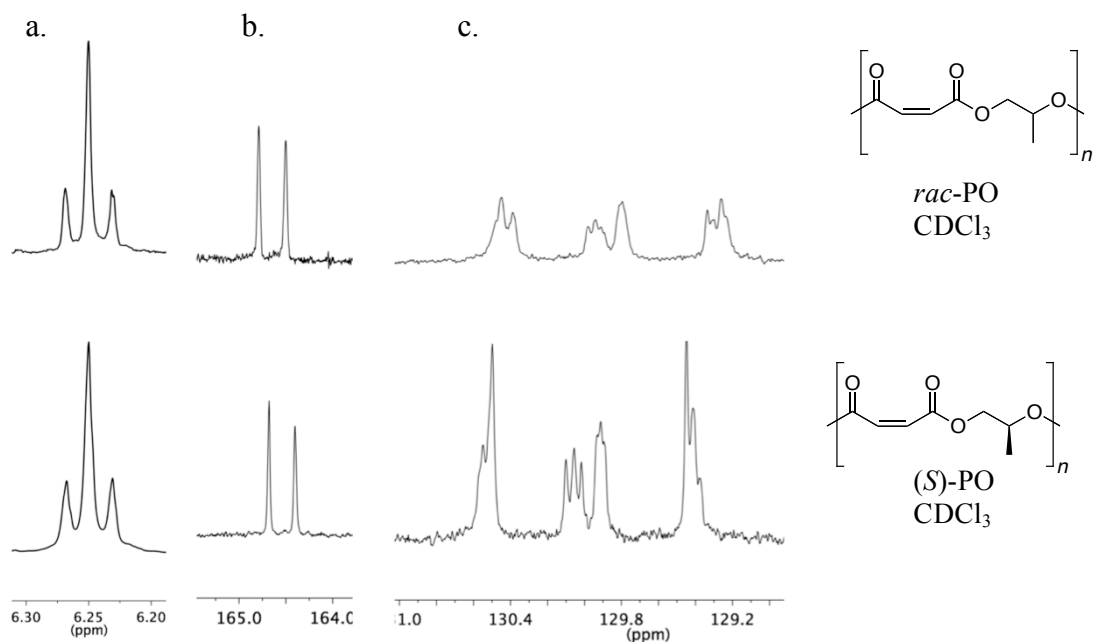 a.
b.
c.
O
O
O
O
n
rac-PO
CDCl₃
O
O
O
O
n
(S)-PO
CDCl₃
6.30 6.25 6.20
(ppm)
165.0 164.0
31.0 130.4 129.8 129.2
(ppm)